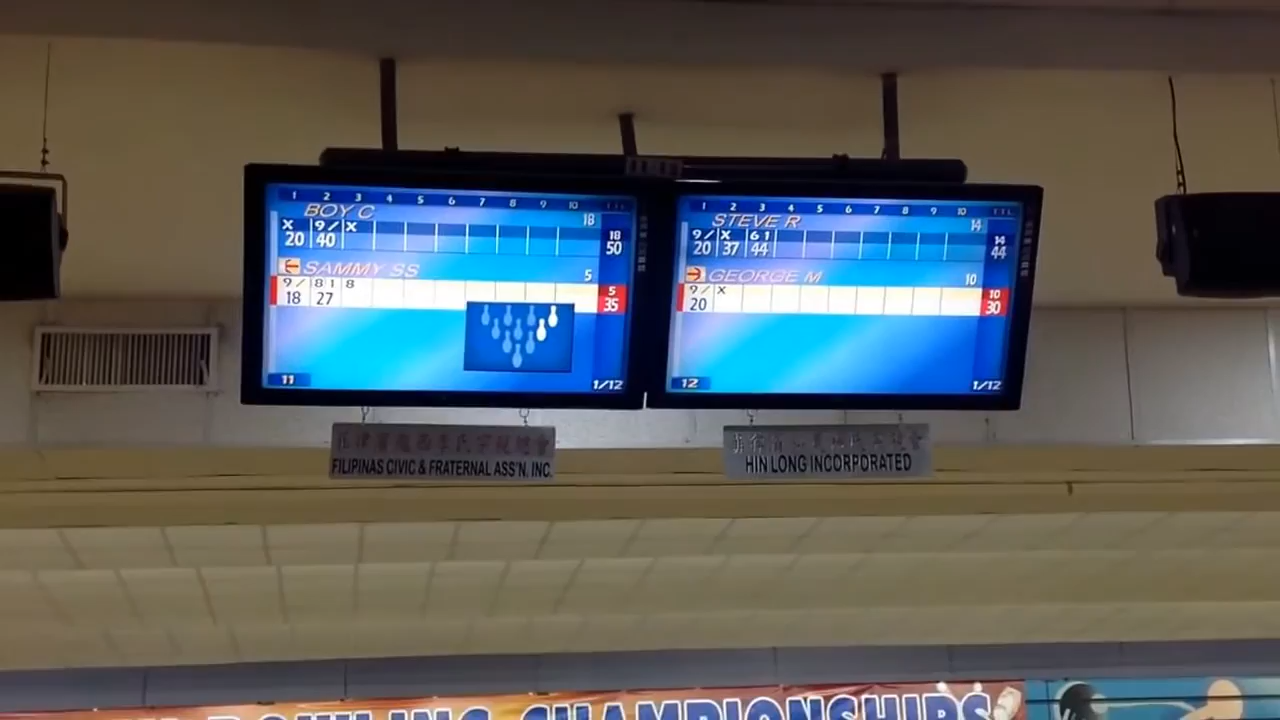 1 2 3 4 5 6 7 8 9 10 TTL
BOY C 18
X 9 / X 18
20 40 50
SAMMY SS 5
9 / 8 1 8 5
18 27 35
11 1/12
1 2 3 4 5 6 7 8 9 10 TTL
STEVE R 14
9 / X 6 1 14
20 37 44 44
GEORGE M 10
9 / X 10
20 30
12 1/12
FILIPINAS CIVIC & FRATERNAL ASS'N. INC.
HIN LONG INCORPORATED
BOWLING CHAMPIONSHIPS